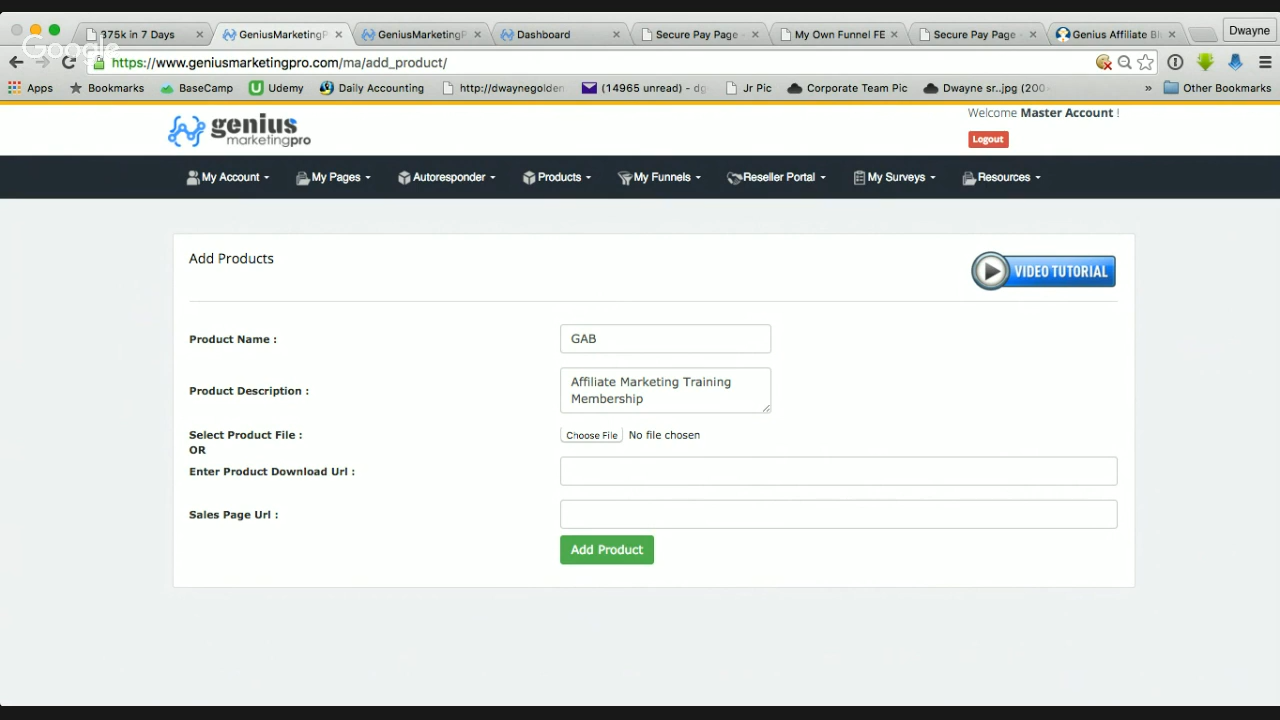 375k in 7 Days
GeniusMarketingP
GeniusMarketingP
Dashboard
Secure Pay Page
My Own Funnel FE
Secure Pay Page
Genius Affiliate Bl
Dwayne
Google
https://www.geniusmarketingpro.com/ma/add_product/
Apps
Bookmarks
BaseCamp
Udemy
Daily Accounting
http://dwaynegolden
(14965 unread) - dg
Jr Pic
Corporate Team Pic
Dwayne sr..jpg (200
»
Other Bookmarks
genius
marketingpro
Welcome Master Account !
Logout
My Account
My Pages
Autoresponder
Products
My Funnels
Reseller Portal
My Surveys
Resources
Add Products
VIDEO TUTORIAL
Product Name :
GAB
Product Description :
Affiliate Marketing Training
Membership
Select Product File :
Choose File No file chosen
OR
Enter Product Download Url :
Sales Page Url :
Add Product